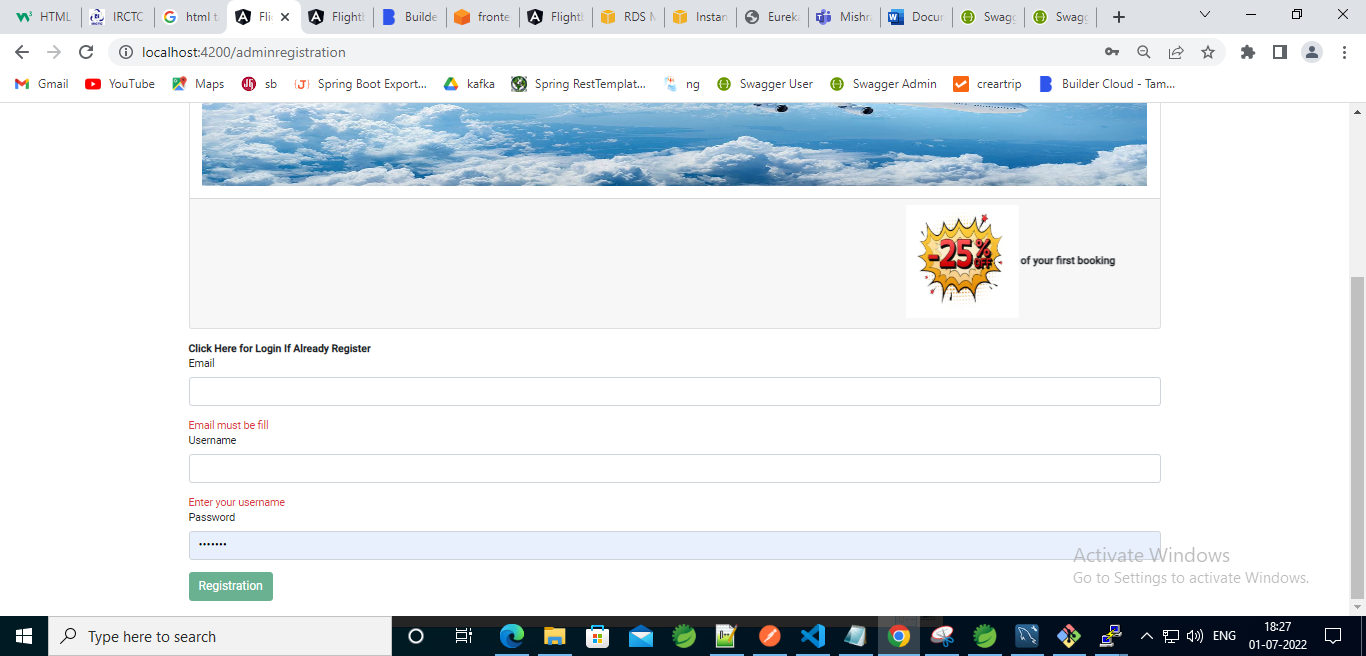 HTML
IRCTC
html t
Fli
Flight
Builde
fronte
Flight
RDS
Instan
Eurek
Mishr
Docur
Swag
Swag
localhost:4200/adminregistration
Gmail
YouTube
Maps
sb
Spring Boot Export...
kafka
Spring RestTemplat...
ng
Swagger User
Swagger Admin
creartrip
Builder Cloud - Tam...
-25% OFF
of your first booking
Click Here for Login If Already Register
Email
Email must be fill
Username
Enter your username
Password
•••••••
Registration
Activate Windows
Go to Settings to activate Windows.
Type here to search
ENG
18:27
01-07-2022